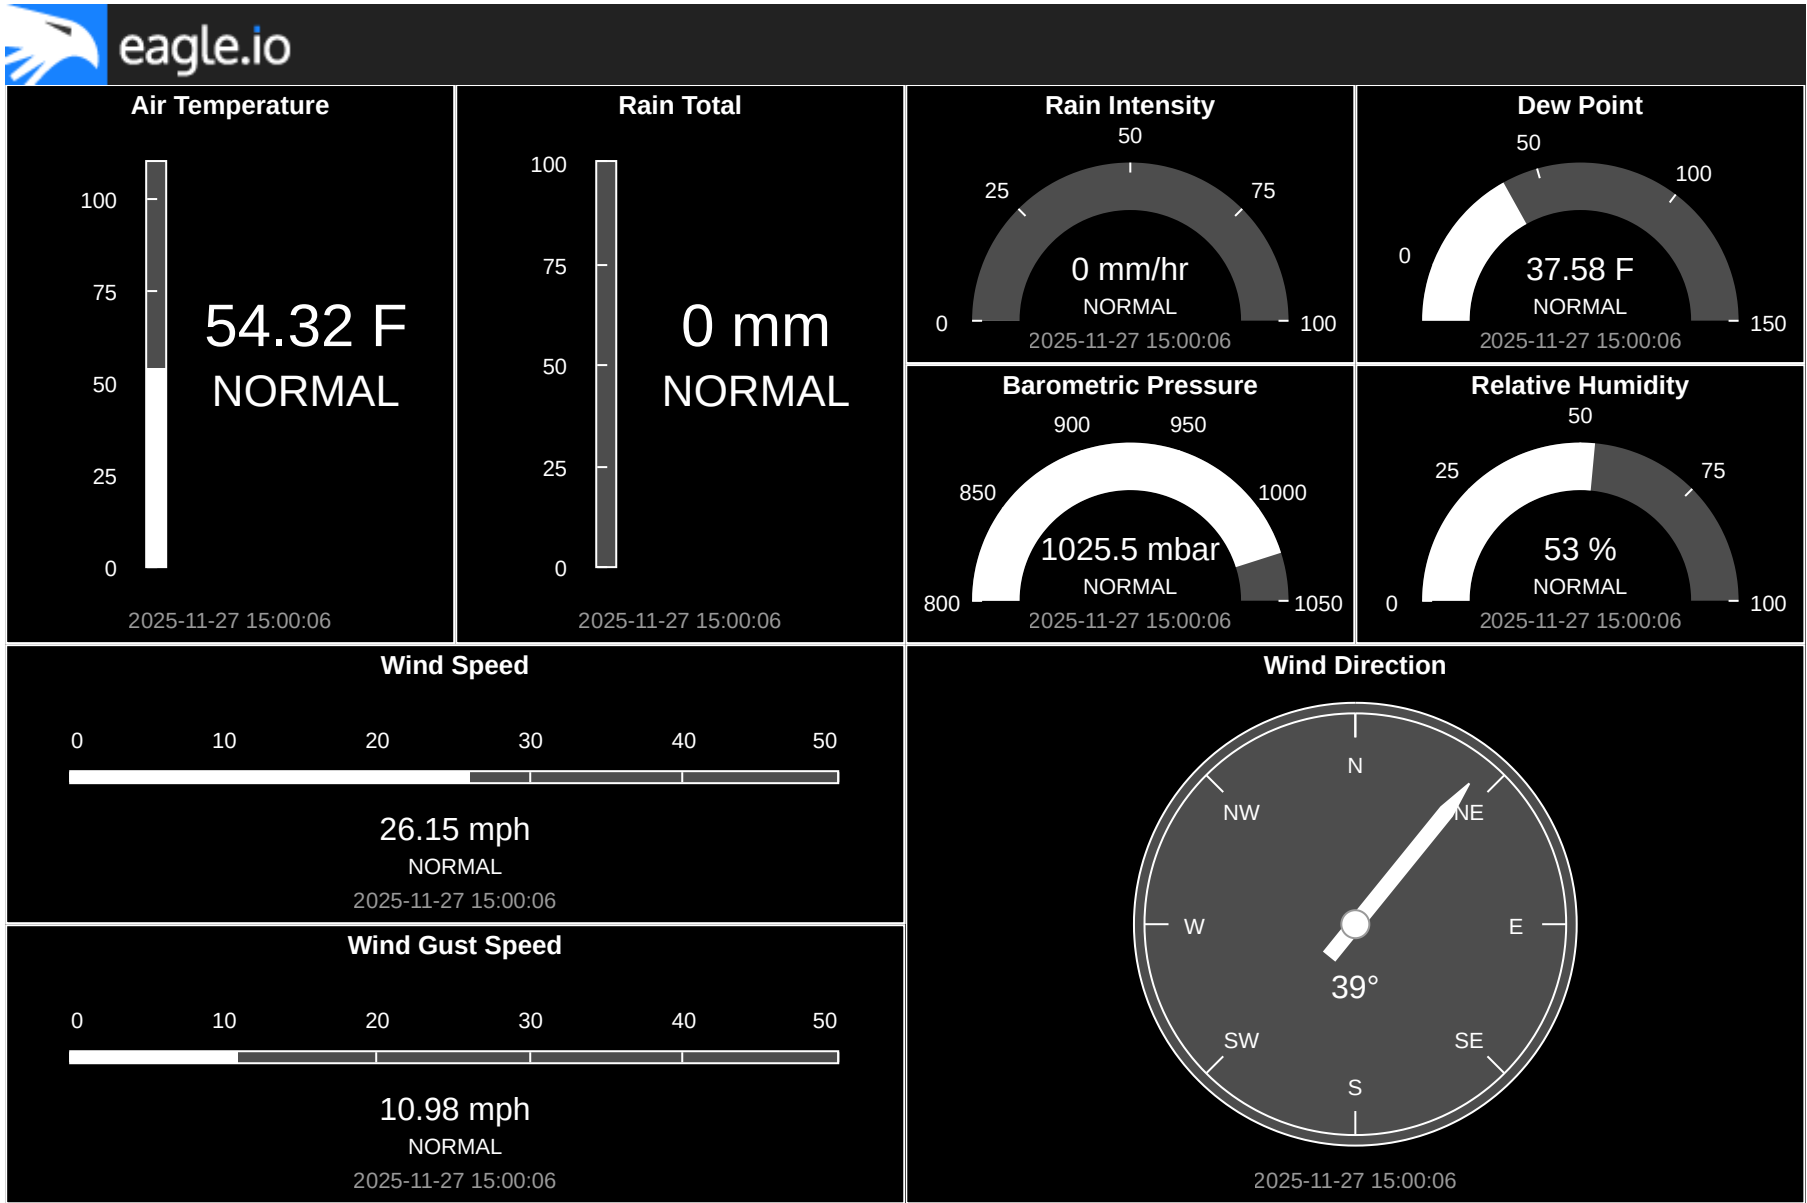 eagle.io
Air Temperature
100
75
50
25
0
54.32 F
NORMAL
2025-11-27 15:00:06
Rain Total
100
75
50
25
0
0 mm
NORMAL
2025-11-27 15:00:06
Rain Intensity
50
25
75
0
100
0 mm/hr
NORMAL
2025-11-27 15:00:06
Dew Point
50
100
0
150
37.58 F
NORMAL
2025-11-27 15:00:06
Barometric Pressure
900
950
850
1000
800
1050
1025.5 mbar
NORMAL
2025-11-27 15:00:06
Relative Humidity
50
25
75
0
100
53 %
NORMAL
2025-11-27 15:00:06
Wind Speed
0 10 20 30 40 50
26.15 mph
NORMAL
2025-11-27 15:00:06
Wind Gust Speed
0 10 20 30 40 50
10.98 mph
NORMAL
2025-11-27 15:00:06
Wind Direction
N
NW NE
W E
39°
SW SE
S
2025-11-27 15:00:06